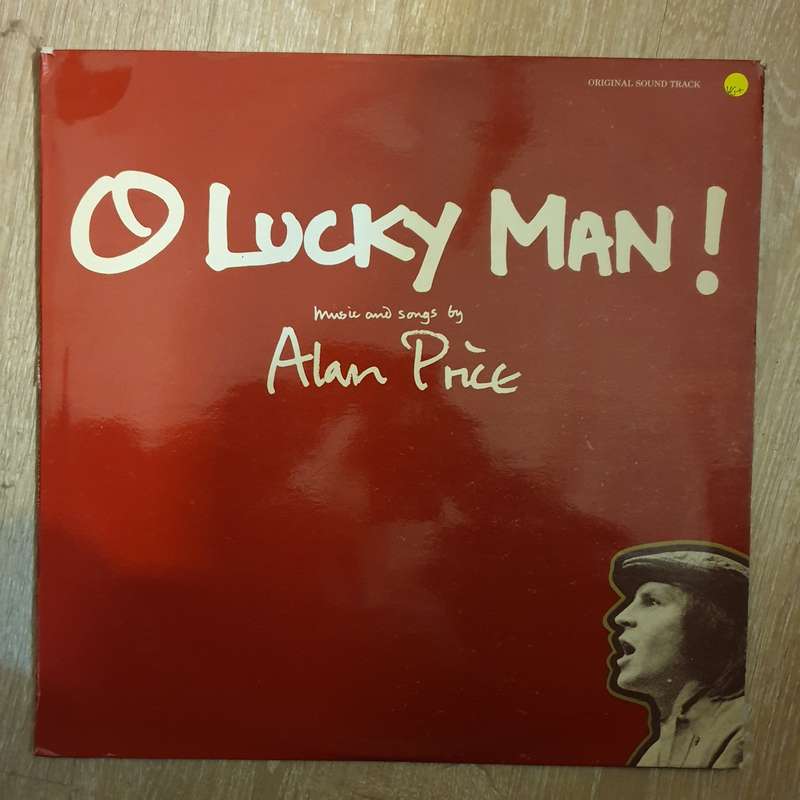 ORIGINAL SOUND TRACK
O LUCKY MAN!
music and songs by
Alan Price